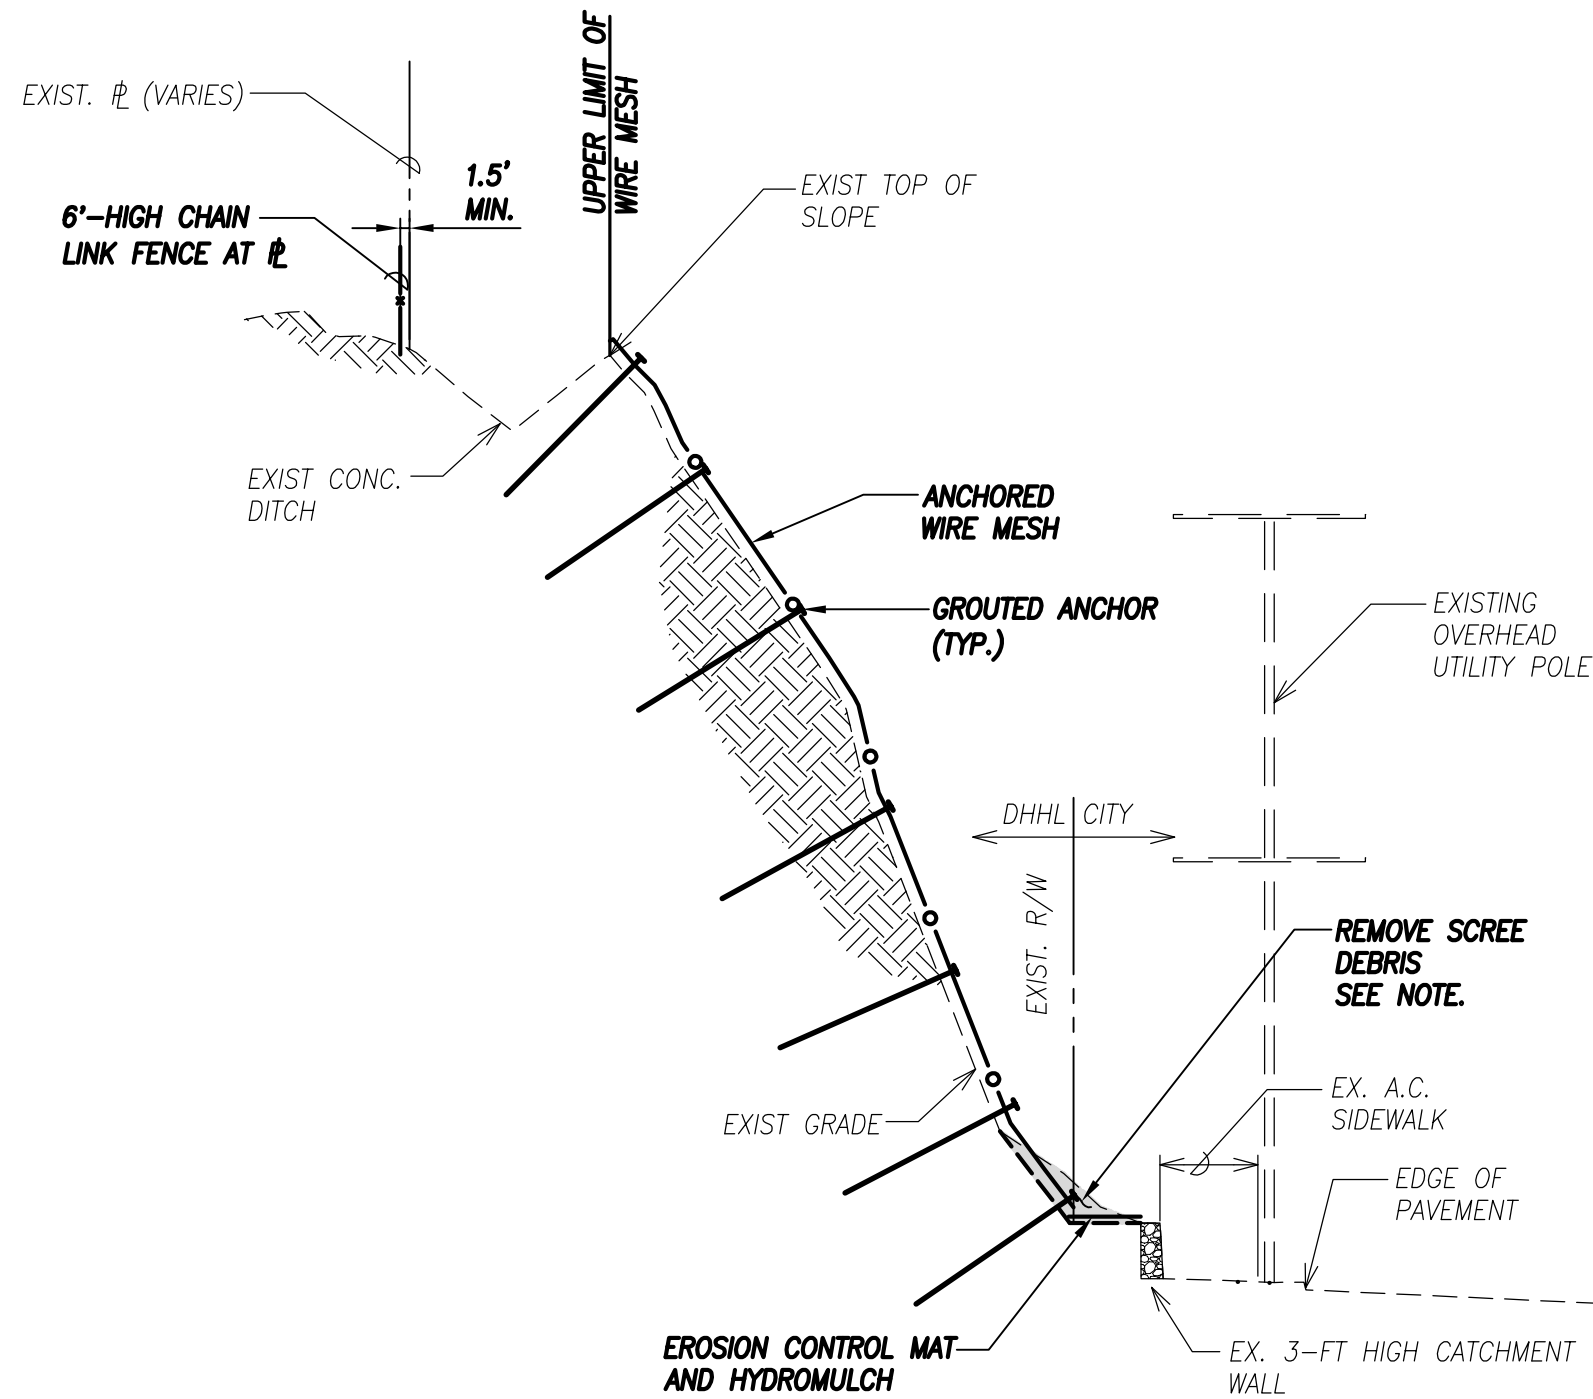 UPPER LIMIT OF
WIRE MESH
EXIST. ⅊ (VARIES)
1.5'
MIN.
6'-HIGH CHAIN
LINK FENCE AT ⅊
EXIST TOP OF
SLOPE
EXIST CONC.
DITCH
ANCHORED
WIRE MESH
GROUTED ANCHOR
(TYP.)
EXISTING
OVERHEAD
UTILITY POLE
DHHL CITY
EXIST. R/W
REMOVE SCREE
DEBRIS
SEE NOTE.
EXIST GRADE
EX. A.C.
SIDEWALK
EDGE OF
PAVEMENT
EROSION CONTROL MAT
AND HYDROMULCH
EX. 3-FT HIGH CATCHMENT
WALL